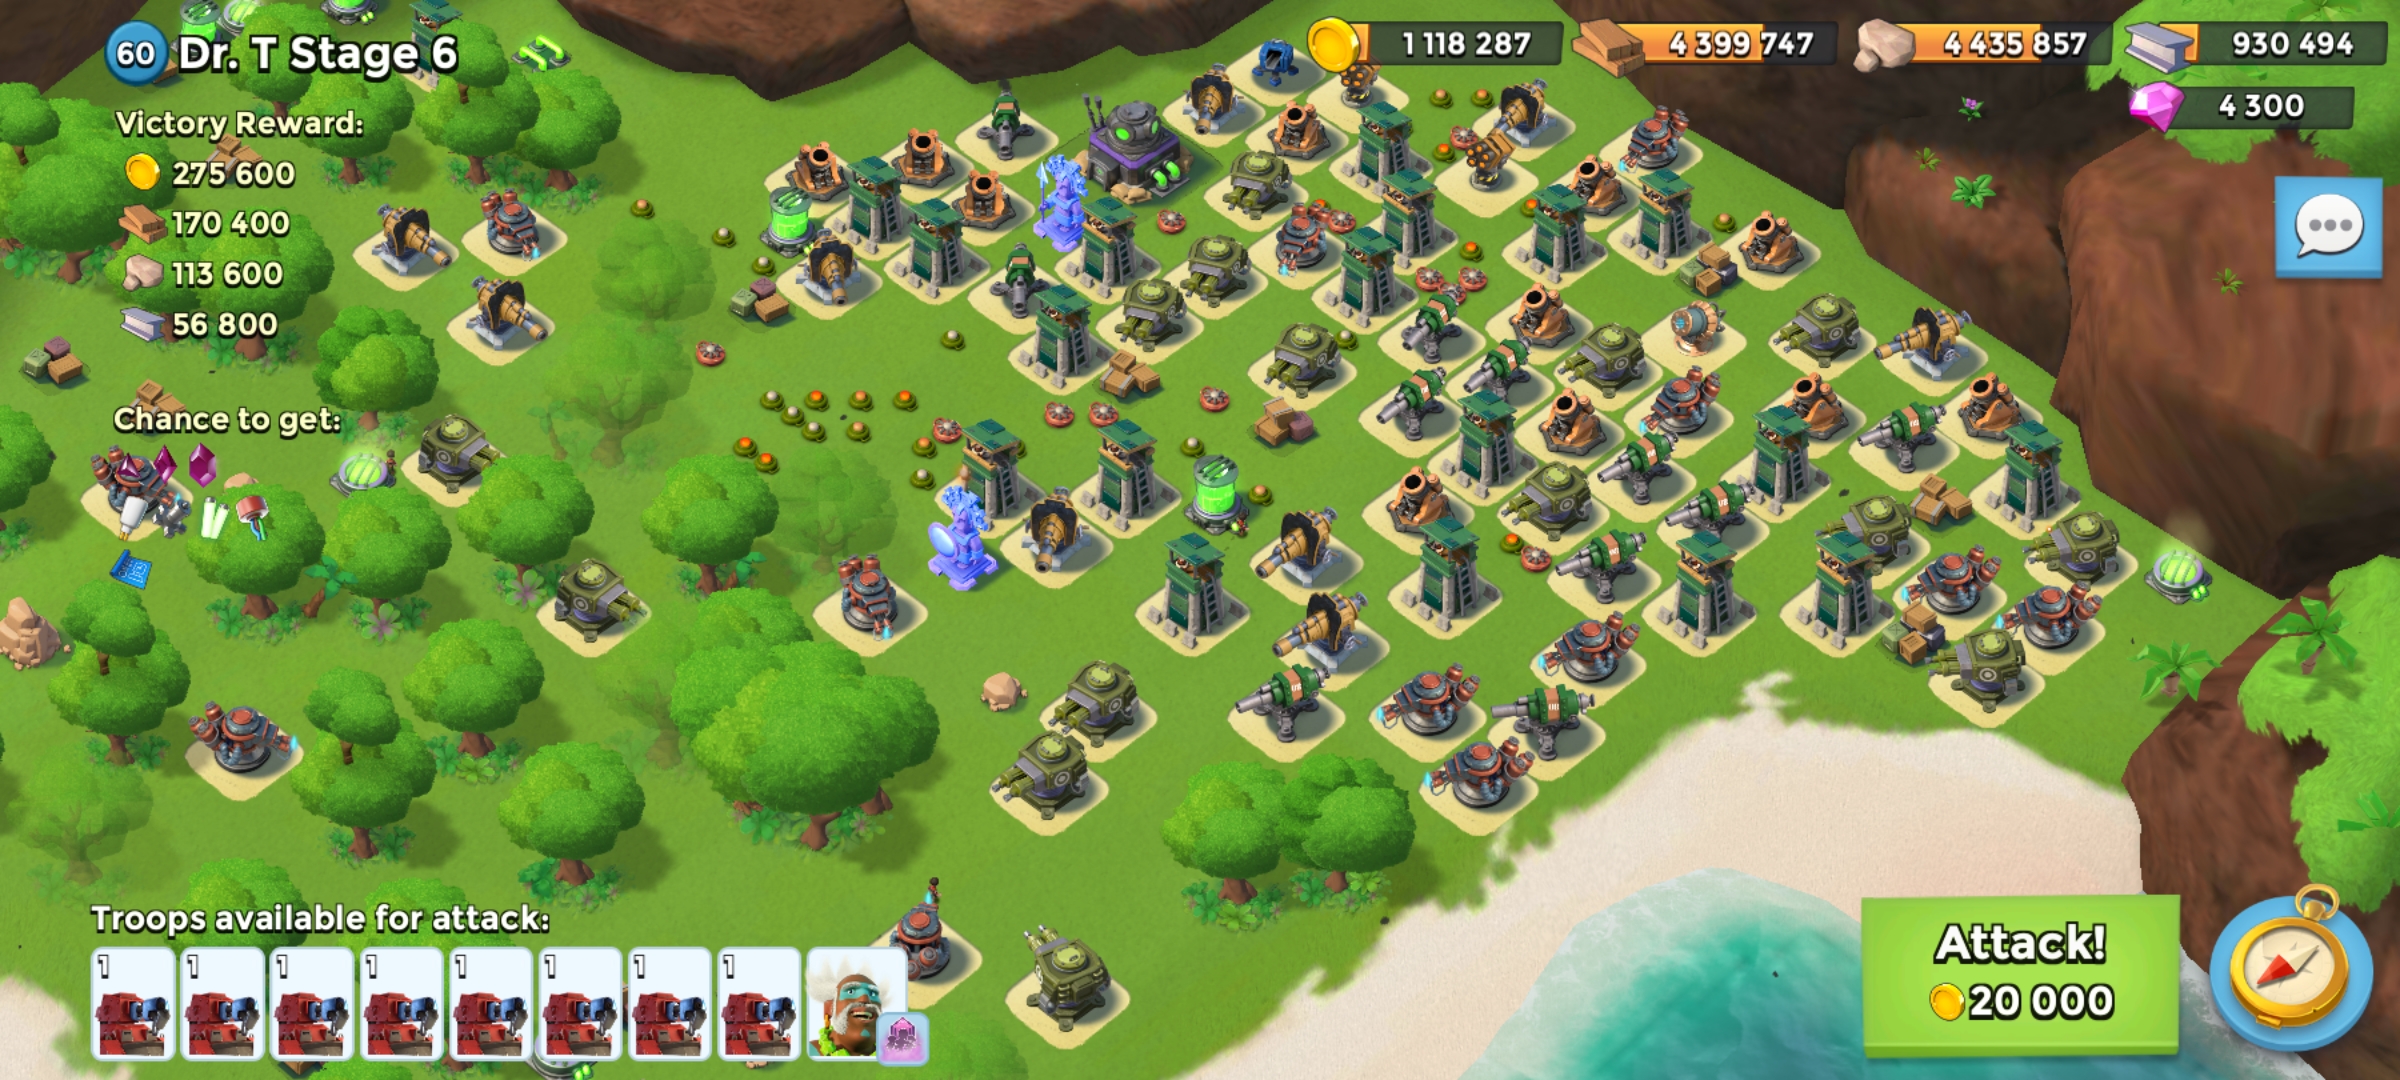 60 Dr. T Stage 6
1 118 287
4 399 747
4 435 857
930 494
4 300
Victory Reward:
275 600
170 400
113 600
56 800
Chance to get:
Troops available for attack:
1 1 1 1 1 1 1 1
Attack!
20 000